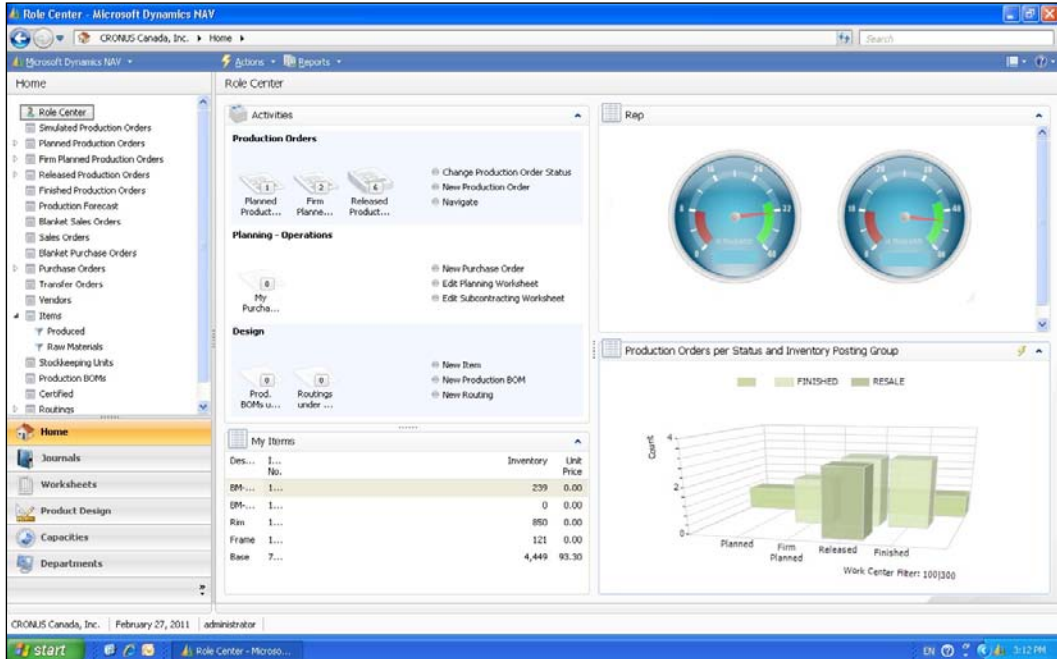 Role Center - Microsoft Dynamics NAV
CRONUS Canada, Inc. Home
Search
Microsoft Dynamics NAV
Actions Reports
Home
Role Center
Simulated Production Orders
Planned Production Orders
Firm Planned Production Orders
Released Production Orders
Finished Production Orders
Production Forecast
Blanket Sales Orders
Sales Orders
Blanket Purchase Orders
Purchase Orders
Transfer Orders
Vendors
Items
Produced
Raw Materials
Stockkeeping Units
Production BOMs
Certified
Routings
Home
Journals
Worksheets
Product Design
Capacities
Departments
Role Center
Activities
Production Orders
1 2 6
Planned Product...
Firm Planne...
Released Product...
Change Production Order Status
New Production Order
Navigate
Planning - Operations
0
My Purcha...
New Purchase Order
Edit Planning Worksheet
Edit Subcontracting Worksheet
Design
0 0
Prod. BOMs u...
Routings under ...
New Item
New Production BOM
New Routing
My Items
Des... I... No. Inventory Unit Price
BM-... 1... 239 0.00
BM-... 1... 0 0.00
Rim 1... 850 0.00
Frame 1... 121 0.00
Base 7... 4,449 93.30
Rep
Production Orders per Status and Inventory Posting Group
FINISHED RESALE
Count
4
2
0
Planned Firm Planned Released Finished
Work Center Filter: 100|300
CRONUS Canada, Inc. February 27, 2011 administrator
start
Role Center - Microso...
EN
3:12 PM